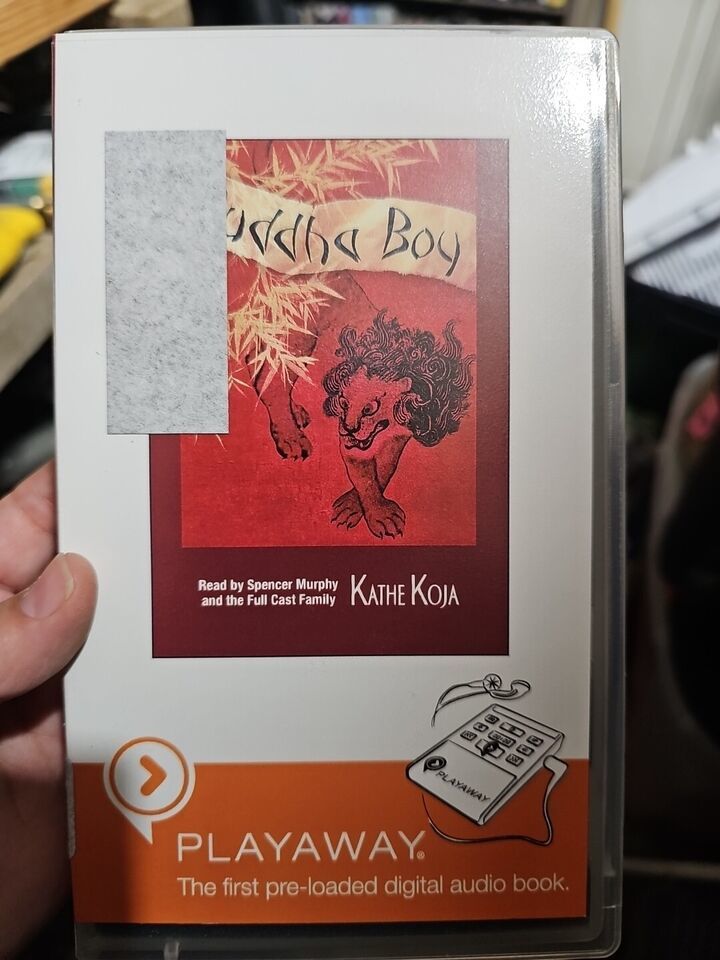 uddha Boy
Read by Spencer Murphy
and the Full Cast Family
KATHE KOJA
PLAYAWAY
PLAYAWAY®
The first pre-loaded digital audio book.